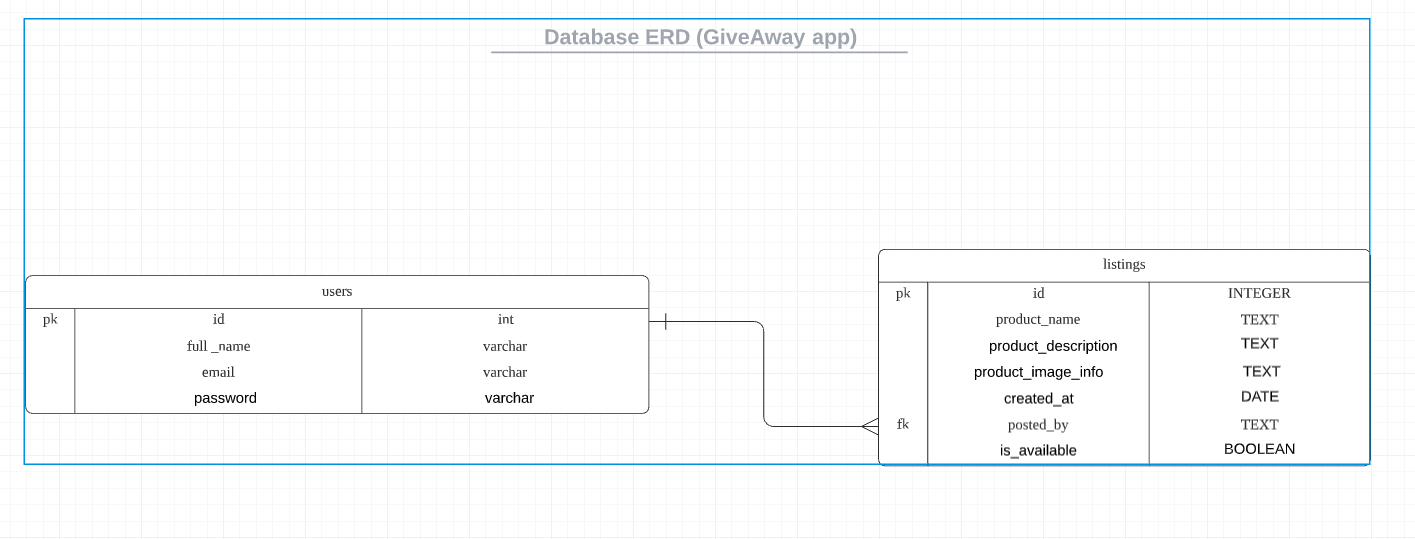 Database ERD (GiveAway app)
users
pk id int
full _name varchar
email varchar
password varchar
listings
pk id INTEGER
product_name TEXT
product_description TEXT
product_image_info TEXT
created_at DATE
fk posted_by TEXT
is_available BOOLEAN